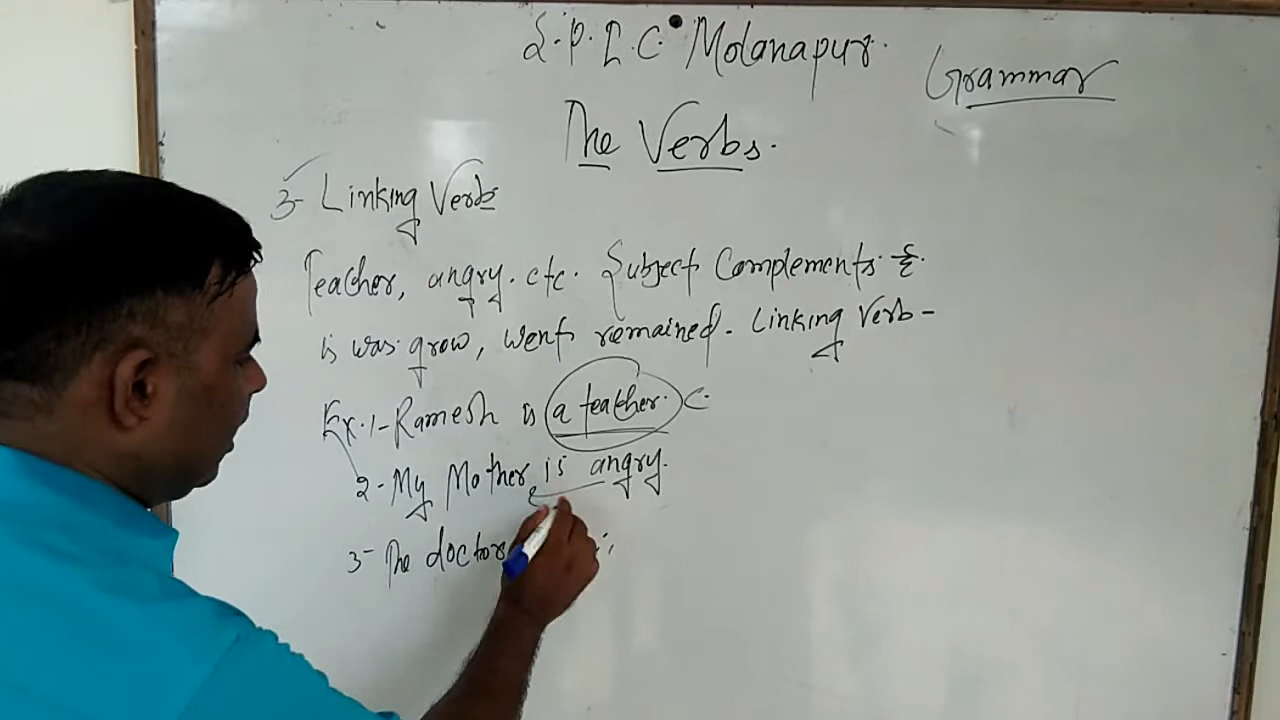 S.P.I.C. Molanapur.
Grammar
The Verbs.
3- Linking Verbs
Teacher, angry. etc. Subject Complements हैं.
is was grow, went remained. Linking Verb -
Ex.1- Ramesh is a teacher. C.
2- My Mother is angry.
3- The doctors